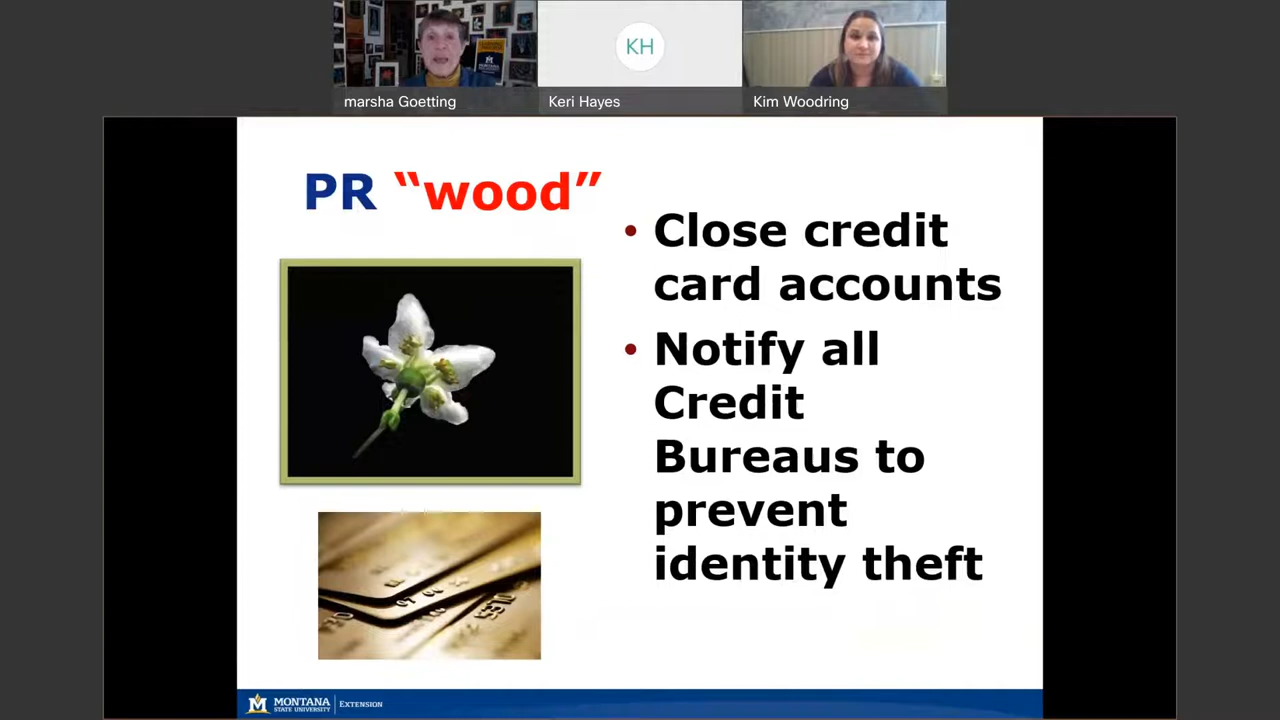 KH
marsha Goetting
Keri Hayes
Kim Woodring
PR “wood”
• Close credit
card accounts
• Notify all
Credit
Bureaus to
prevent
identity theft
MONTANA
STATE UNIVERSITY
EXTENSION